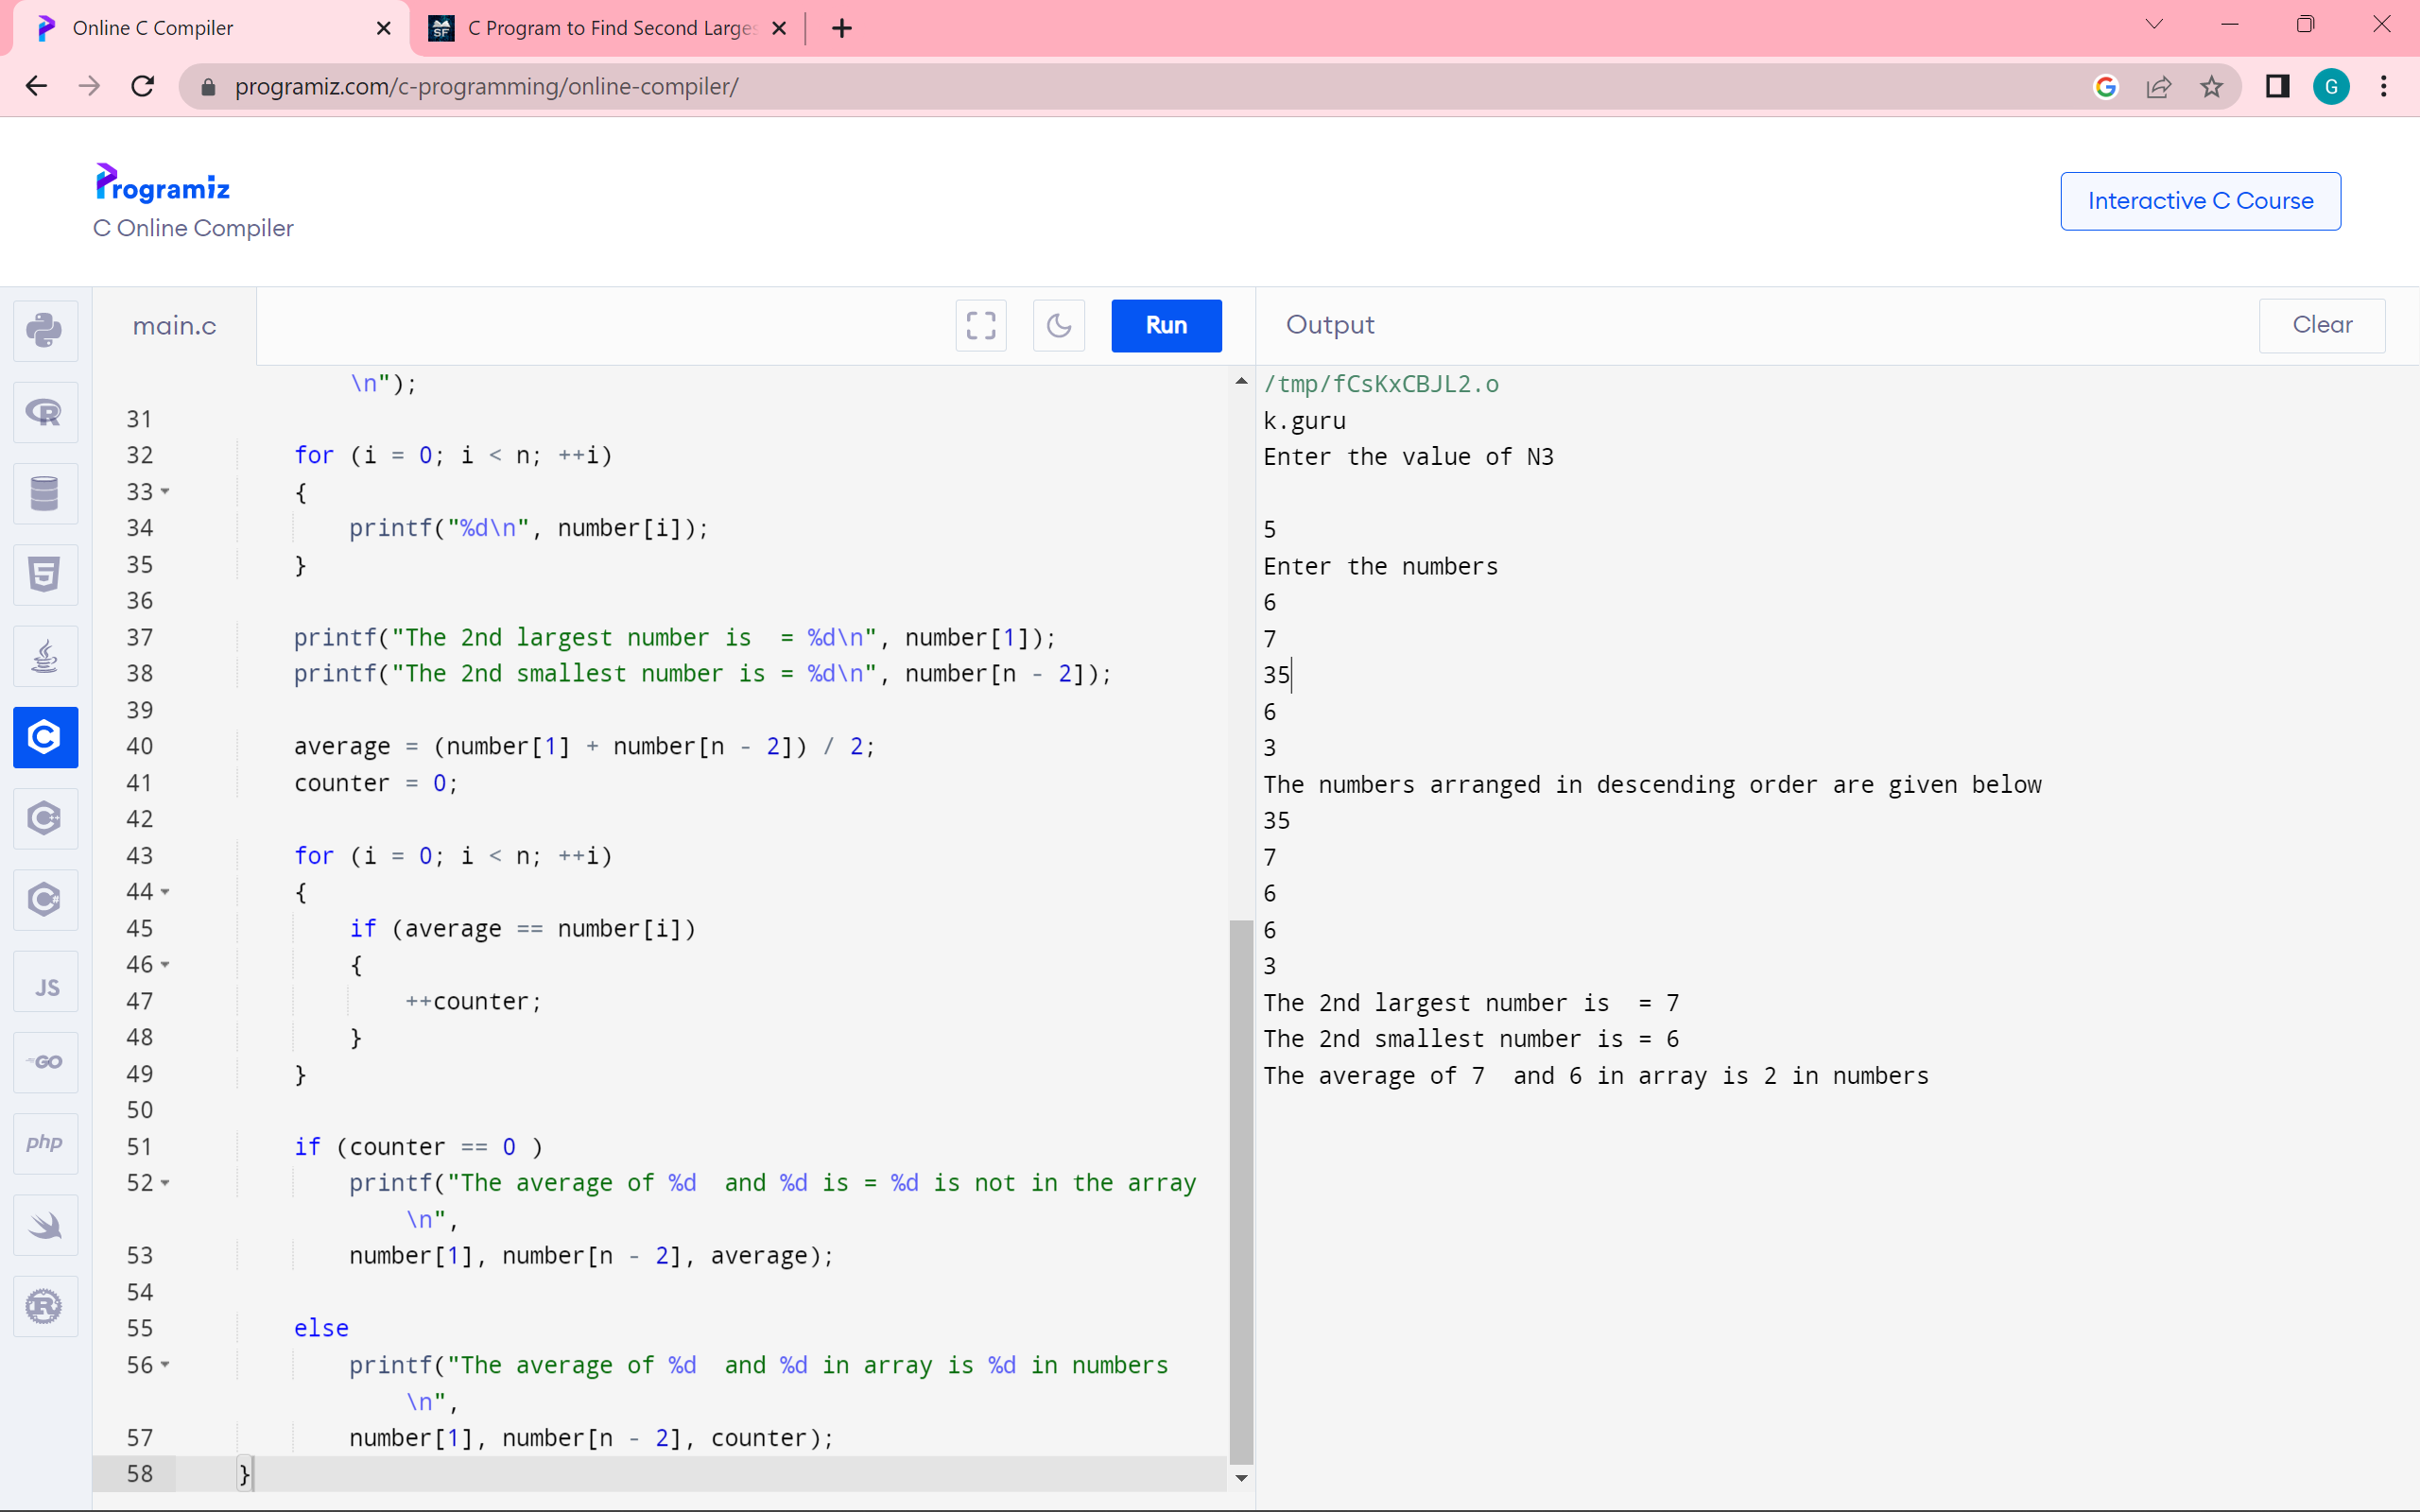 Online C Compiler
C Program to Find Second Larges
programiz.com/c-programming/online-compiler/
G
Programiz
C Online Compiler
Interactive C Course
main.c
Run
Output
Clear
\n");
31
32 for (i = 0; i < n; ++i)
33 {
34 printf("%d\n", number[i]);
35 }
36
37 printf("The 2nd largest number is  = %d\n", number[1]);
38 printf("The 2nd smallest number is = %d\n", number[n - 2]);
39
40 average = (number[1] + number[n - 2]) / 2;
41 counter = 0;
42
43 for (i = 0; i < n; ++i)
44 {
45 if (average == number[i])
46 {
47 ++counter;
48 }
49 }
50
51 if (counter == 0 )
52 printf("The average of %d  and %d is = %d is not in the array
\n",
53 number[1], number[n - 2], average);
54
55 else
56 printf("The average of %d  and %d in array is %d in numbers
\n",
57 number[1], number[n - 2], counter);
58 }
/tmp/fCsKxCBJL2.o
k.guru
Enter the value of N3
5
Enter the numbers
6
7
35
6
3
The numbers arranged in descending order are given below
35
7
6
6
3
The 2nd largest number is  = 7
The 2nd smallest number is = 6
The average of 7  and 6 in array is 2 in numbers
R
5
C
C
C
JS
GO
php
R